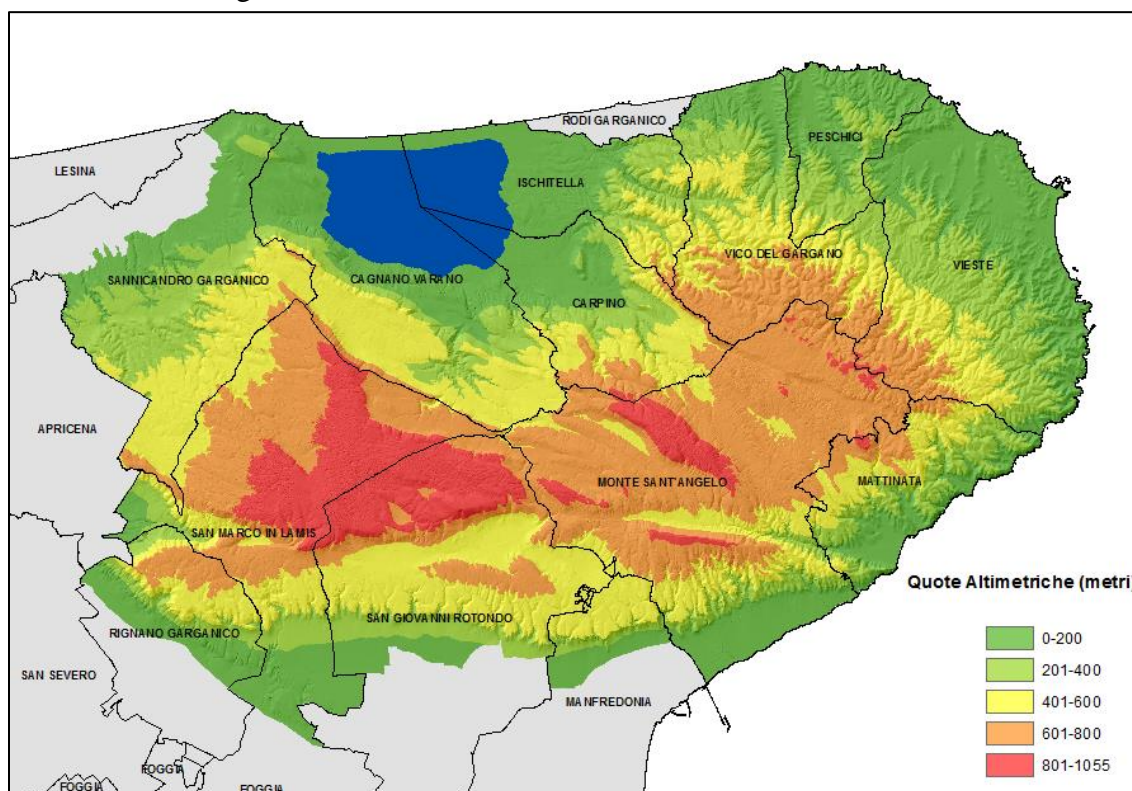 RODI GARGANICO
PESCHICI
LESINA
ISCHITELLA
VICO DEL GARGANO
VIESTE
SANNICANDRO GARGANICO
CAGNANO VARANO
CARPINO
APRICENA
MONTE SANT'ANGELO
MATTINATA
SAN MARCO IN LAMIS
Quote Altimetriche (metri)
SAN GIOVANNI ROTONDO
RIGNANO GARGANICO
0-200
201-400
SAN SEVERO
MANFREDONIA
401-600
601-800
FOGGIA
801-1055
FOGGIA
FOGGIA